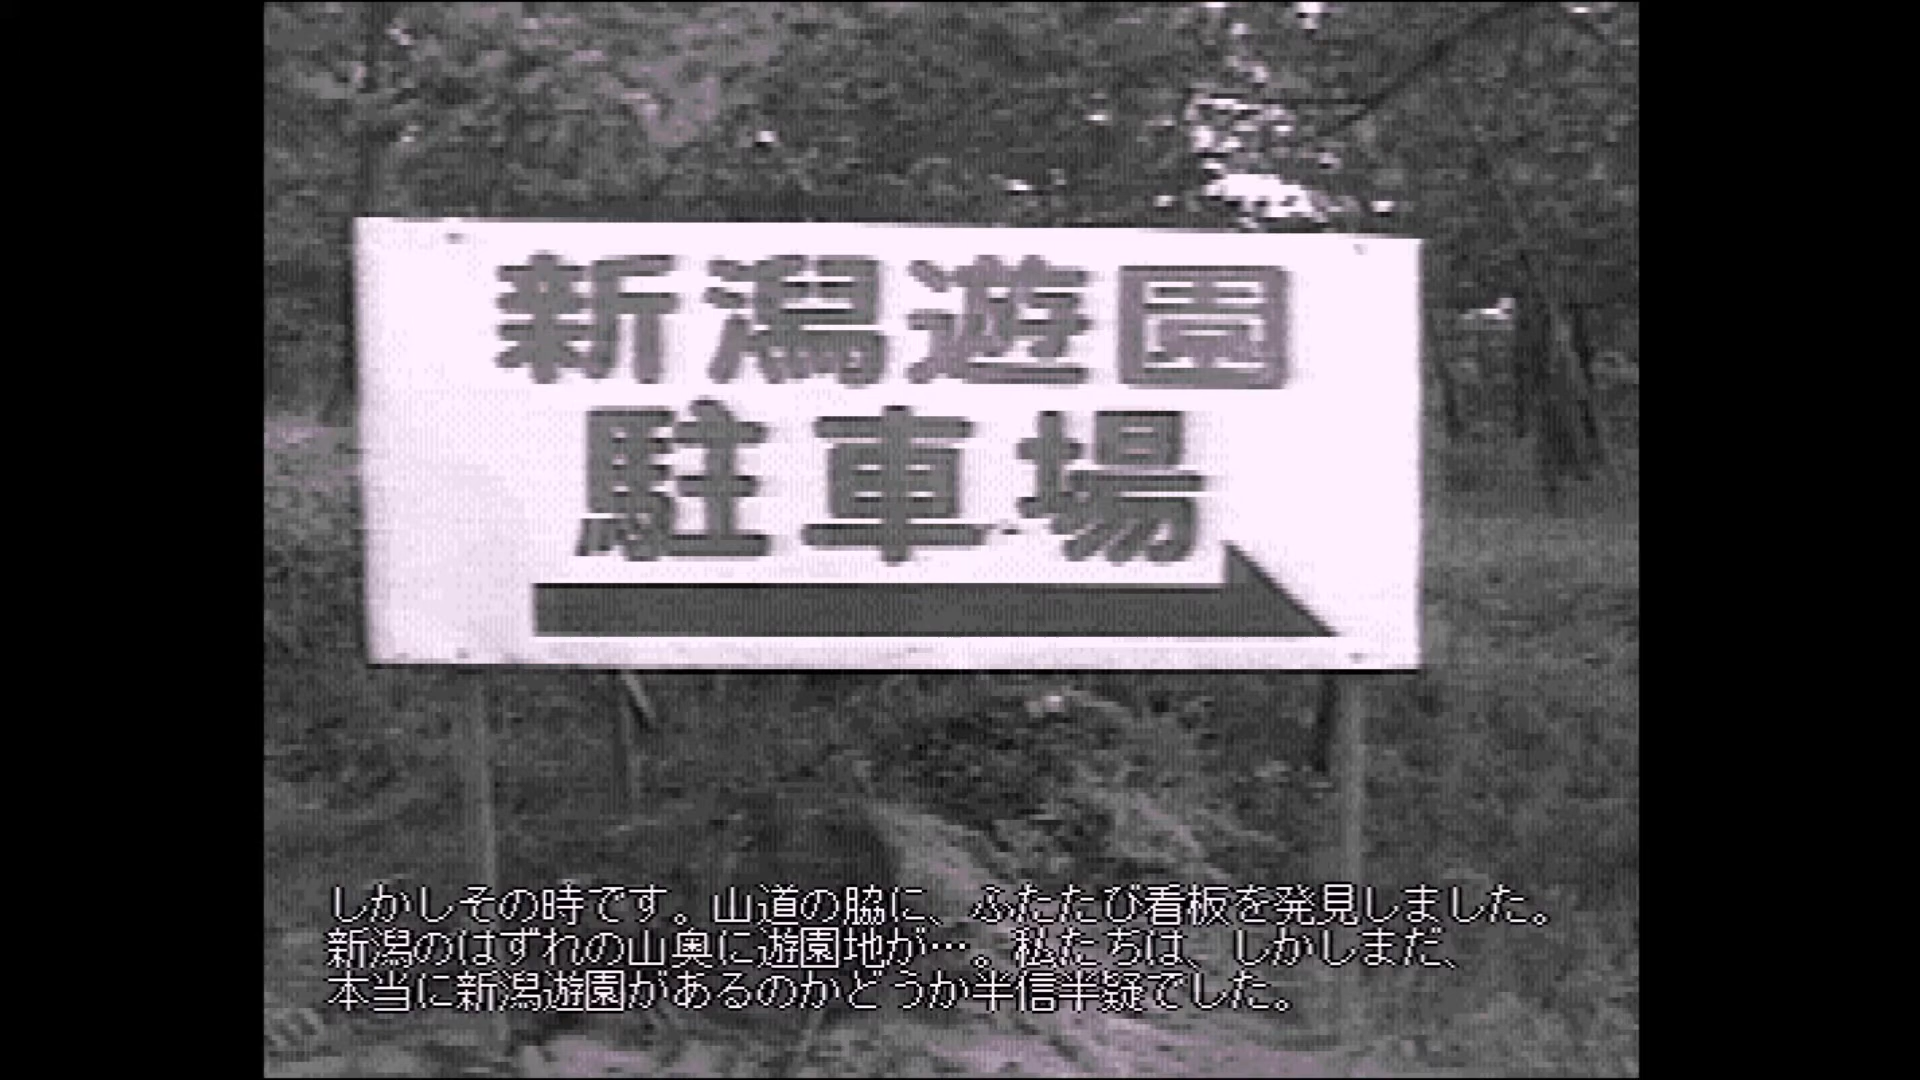 新潟遊園
駐車場
しかしその時です。山道の脇に、ふたたび看板を発見しました。
新潟のはずれの山奥に遊園地が…。私たちは、しかしまだ、
本当に新潟遊園があるのかどうか半信半疑でした。